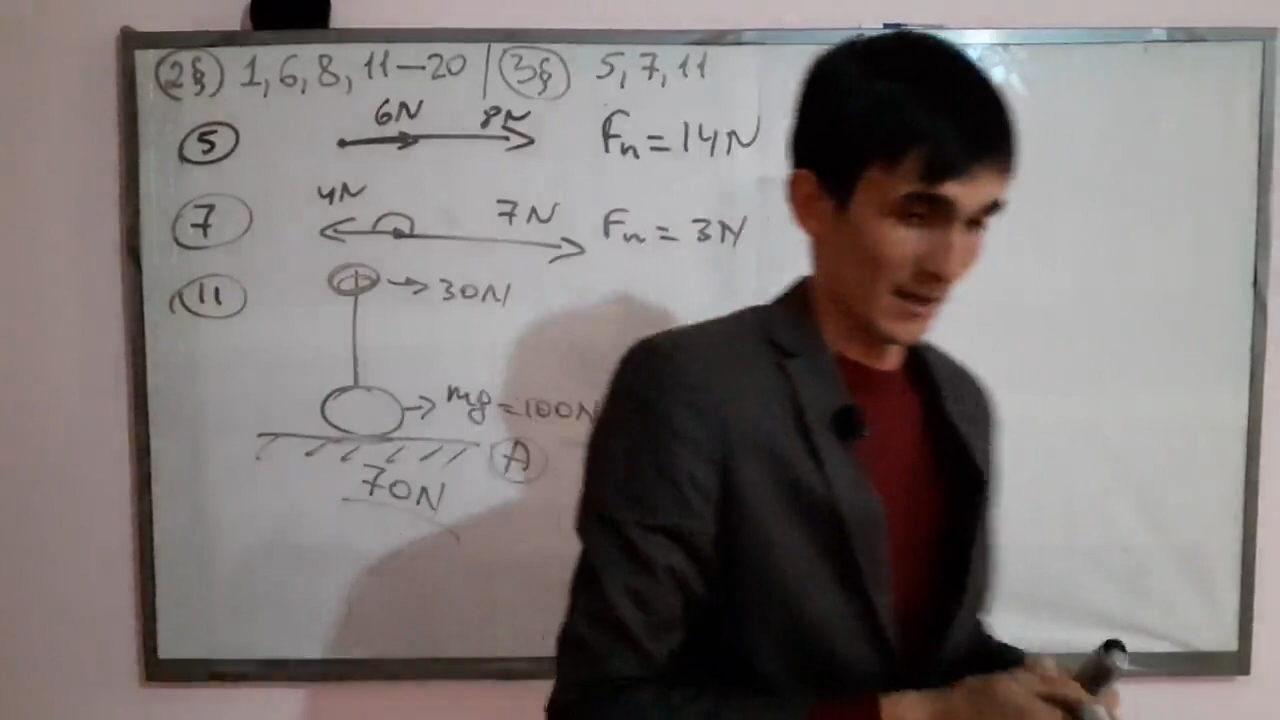 2§) 1, 6, 8, 11—20 | 3§) 5, 7, 11
5 6N 8N Fn = 14N
7 4N 7N Fn = 3N
11 → 30N
→ mg = 100N
A
70N